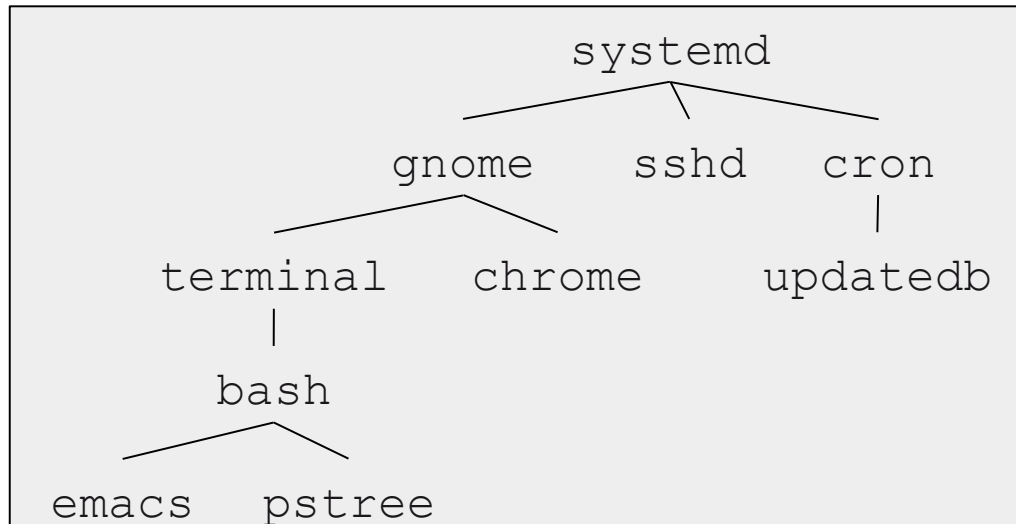 systemd
gnome sshd cron
terminal chrome updatedb
bash
emacs pstree